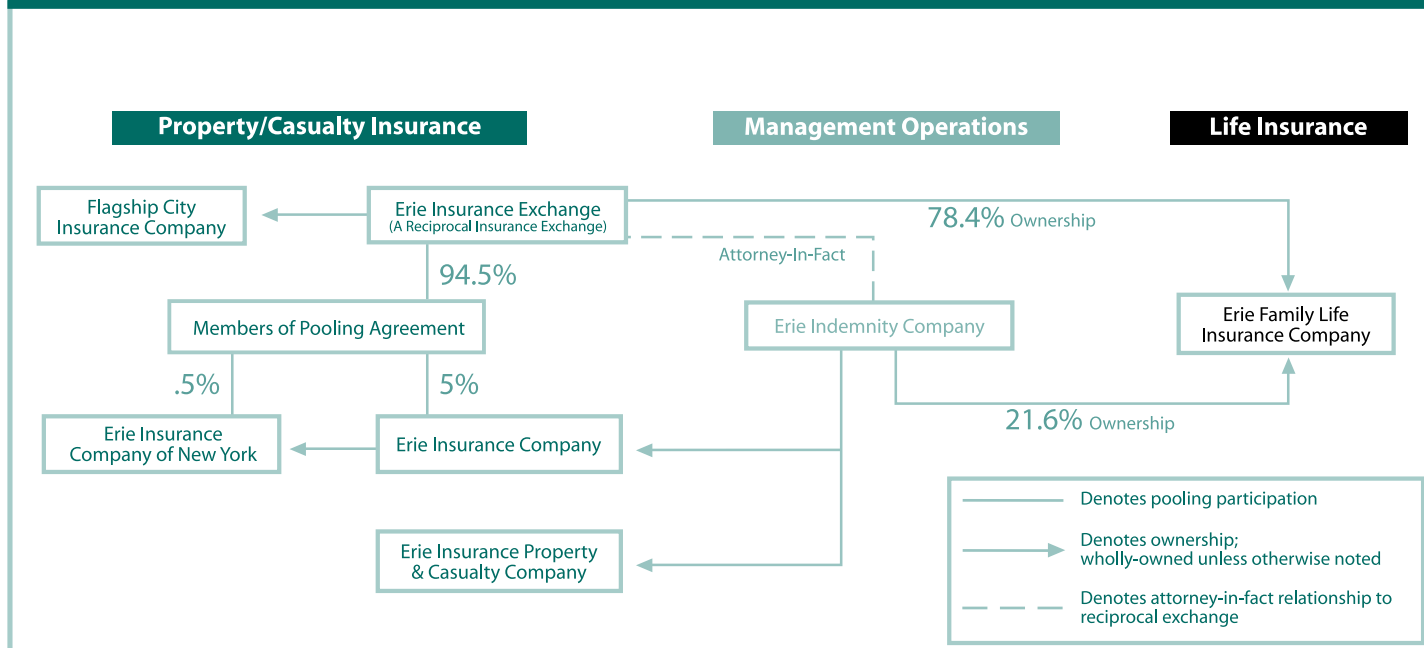 Property/Casualty Insurance
Management Operations
Life Insurance
Flagship City
Insurance Company
Erie Insurance Exchange
(A Reciprocal Insurance Exchange)
78.4% Ownership
Attorney-In-Fact
94.5%
Members of Pooling Agreement
Erie Indemnity Company
Erie Family Life
Insurance Company
.5%
5%
21.6% Ownership
Erie Insurance
Company of New York
Erie Insurance Company
Erie Insurance Property
& Casualty Company
Denotes pooling participation
Denotes ownership;
wholly-owned unless otherwise noted
Denotes attorney-in-fact relationship to
reciprocal exchange